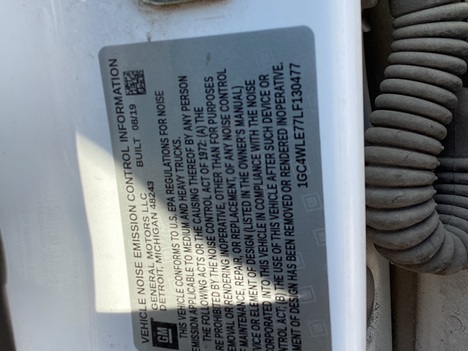 VEHICLE NOISE EMISSION CONTROL INFORMATION
GENERAL MOTORS LLC BUILT 08/19
DETROIT, MICHIGAN 48243
GM
THIS VEHICLE CONFORMS TO U.S. EPA REGULATIONS FOR NOISE
EMISSION APPLICABLE TO MEDIUM AND HEAVY TRUCKS.
THE FOLLOWING ACTS OR THE CAUSING THEREOF BY ANY PERSON
ARE PROHIBITED BY THE NOISE CONTROL ACT OF 1972: (A) THE
REMOVAL OR RENDERING INOPERATIVE, OTHER THAN FOR PURPOSES
OF MAINTENANCE, REPAIR, OR REPLACEMENT, OF ANY NOISE CONTROL
DEVICE OR ELEMENT OF DESIGN (LISTED IN THE OWNER'S MANUAL)
INCORPORATED INTO THIS VEHICLE IN COMPLIANCE WITH THE NOISE
CONTROL ACT; (B) THE USE OF THIS VEHICLE AFTER SUCH DEVICE OR
ELEMENT OF DESIGN HAS BEEN REMOVED OR RENDERED INOPERATIVE.
1GC4WLE77LF130477